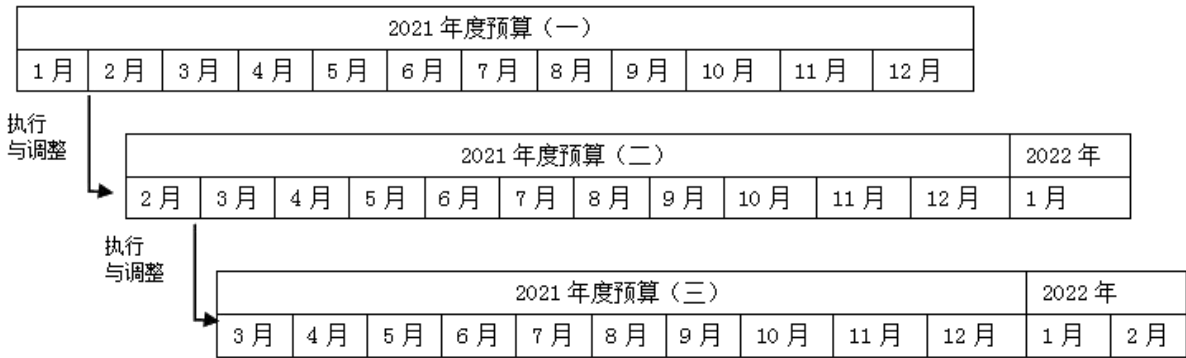 2021 年度预算（一）
1 月 2 月 3 月 4 月 5 月 6 月 7 月 8 月 9 月 10 月 11 月 12 月
执行
与调整
2021 年度预算（二） 2022 年
2 月 3 月 4 月 5 月 6 月 7 月 8 月 9 月 10 月 11 月 12 月 1 月
执行
与调整
2021 年度预算（三） 2022 年
3 月 4 月 5 月 6 月 7 月 8 月 9 月 10 月 11 月 12 月 1 月 2 月